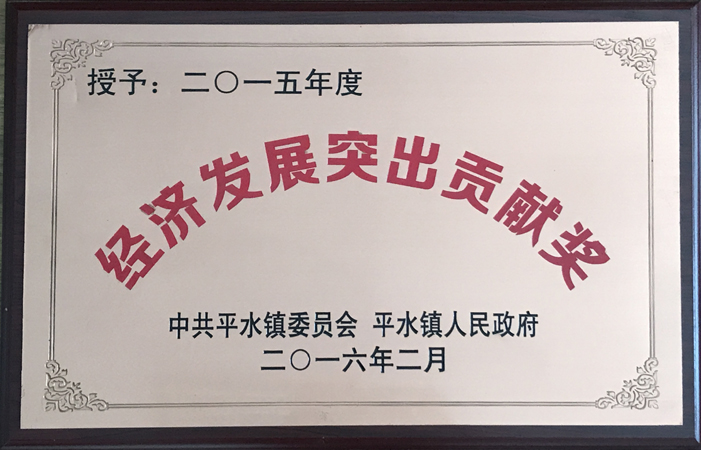 授予：二〇一五年度
经济发展突出贡献奖
中共平水镇委员会 平水镇人民政府
二〇一六年二月